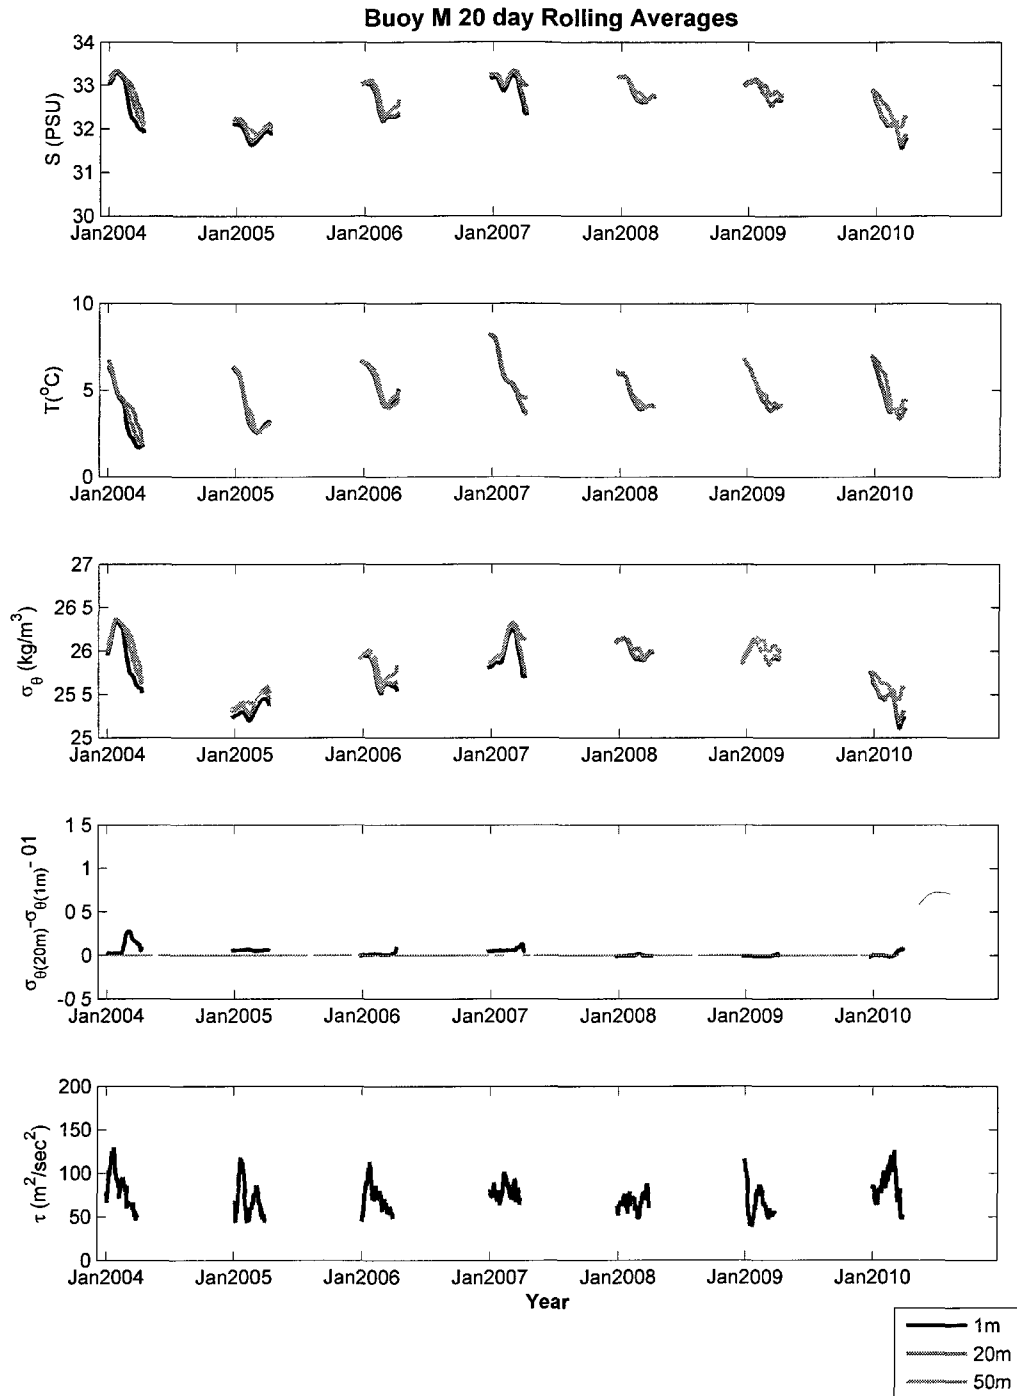 Buoy M 20 day Rolling Averages
S (PSU)
34
33
32
31
30
Jan2004 Jan2005 Jan2006 Jan2007 Jan2008 Jan2009 Jan2010
T(°C)
10
5
0
Jan2004 Jan2005 Jan2006 Jan2007 Jan2008 Jan2009 Jan2010
σθ (kg/m³)
27
26 5
26
25 5
25
Jan2004 Jan2005 Jan2006 Jan2007 Jan2008 Jan2009 Jan2010
σθ(20m)-σθ(1m)- 01
1 5
1
0 5
0
-0 5
Jan2004 Jan2005 Jan2006 Jan2007 Jan2008 Jan2009 Jan2010
τ (m²/sec²)
200
150
100
50
0
Jan2004 Jan2005 Jan2006 Jan2007 Jan2008 Jan2009 Jan2010
Year
1m
20m
50m